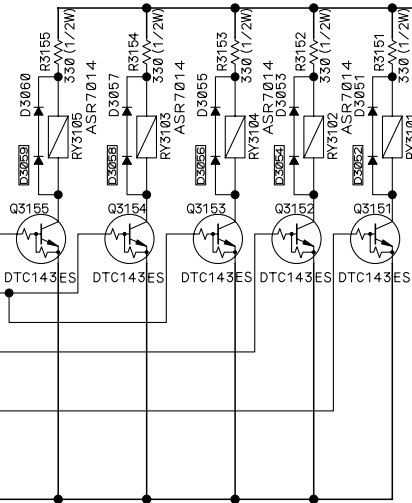 R3155
330 (1/2W)
R3154
330 (1/2W)
R3153
330 (1/2W)
R3152
330 (1/2W)
R3151
330 (1/2W)
D3060
D3057
D3055
D3053
D3051
ASR7014
ASR7014
ASR7014
RY3105
RY3103
RY3104
RY3102
RY3101
D3059
D3058
D3056
D3054
D3052
Q3155
Q3154
Q3153
Q3152
Q3151
DTC143ES
DTC143ES
DTC143ES
DTC143ES
DTC143ES